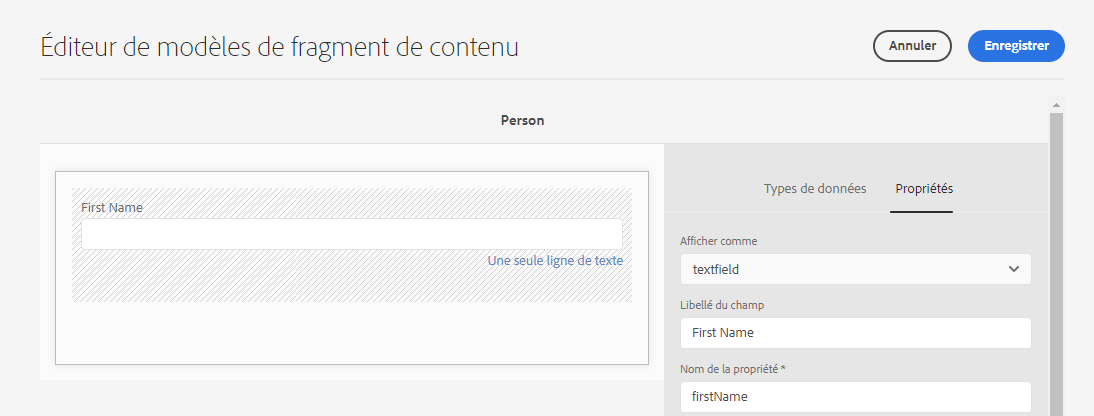 Éditeur de modèles de fragment de contenu
Annuler
Enregistrer
Person
Types de données
Propriétés
First Name
Une seule ligne de texte
Afficher comme
textfield
Libellé du champ
First Name
Nom de la propriété *
firstName